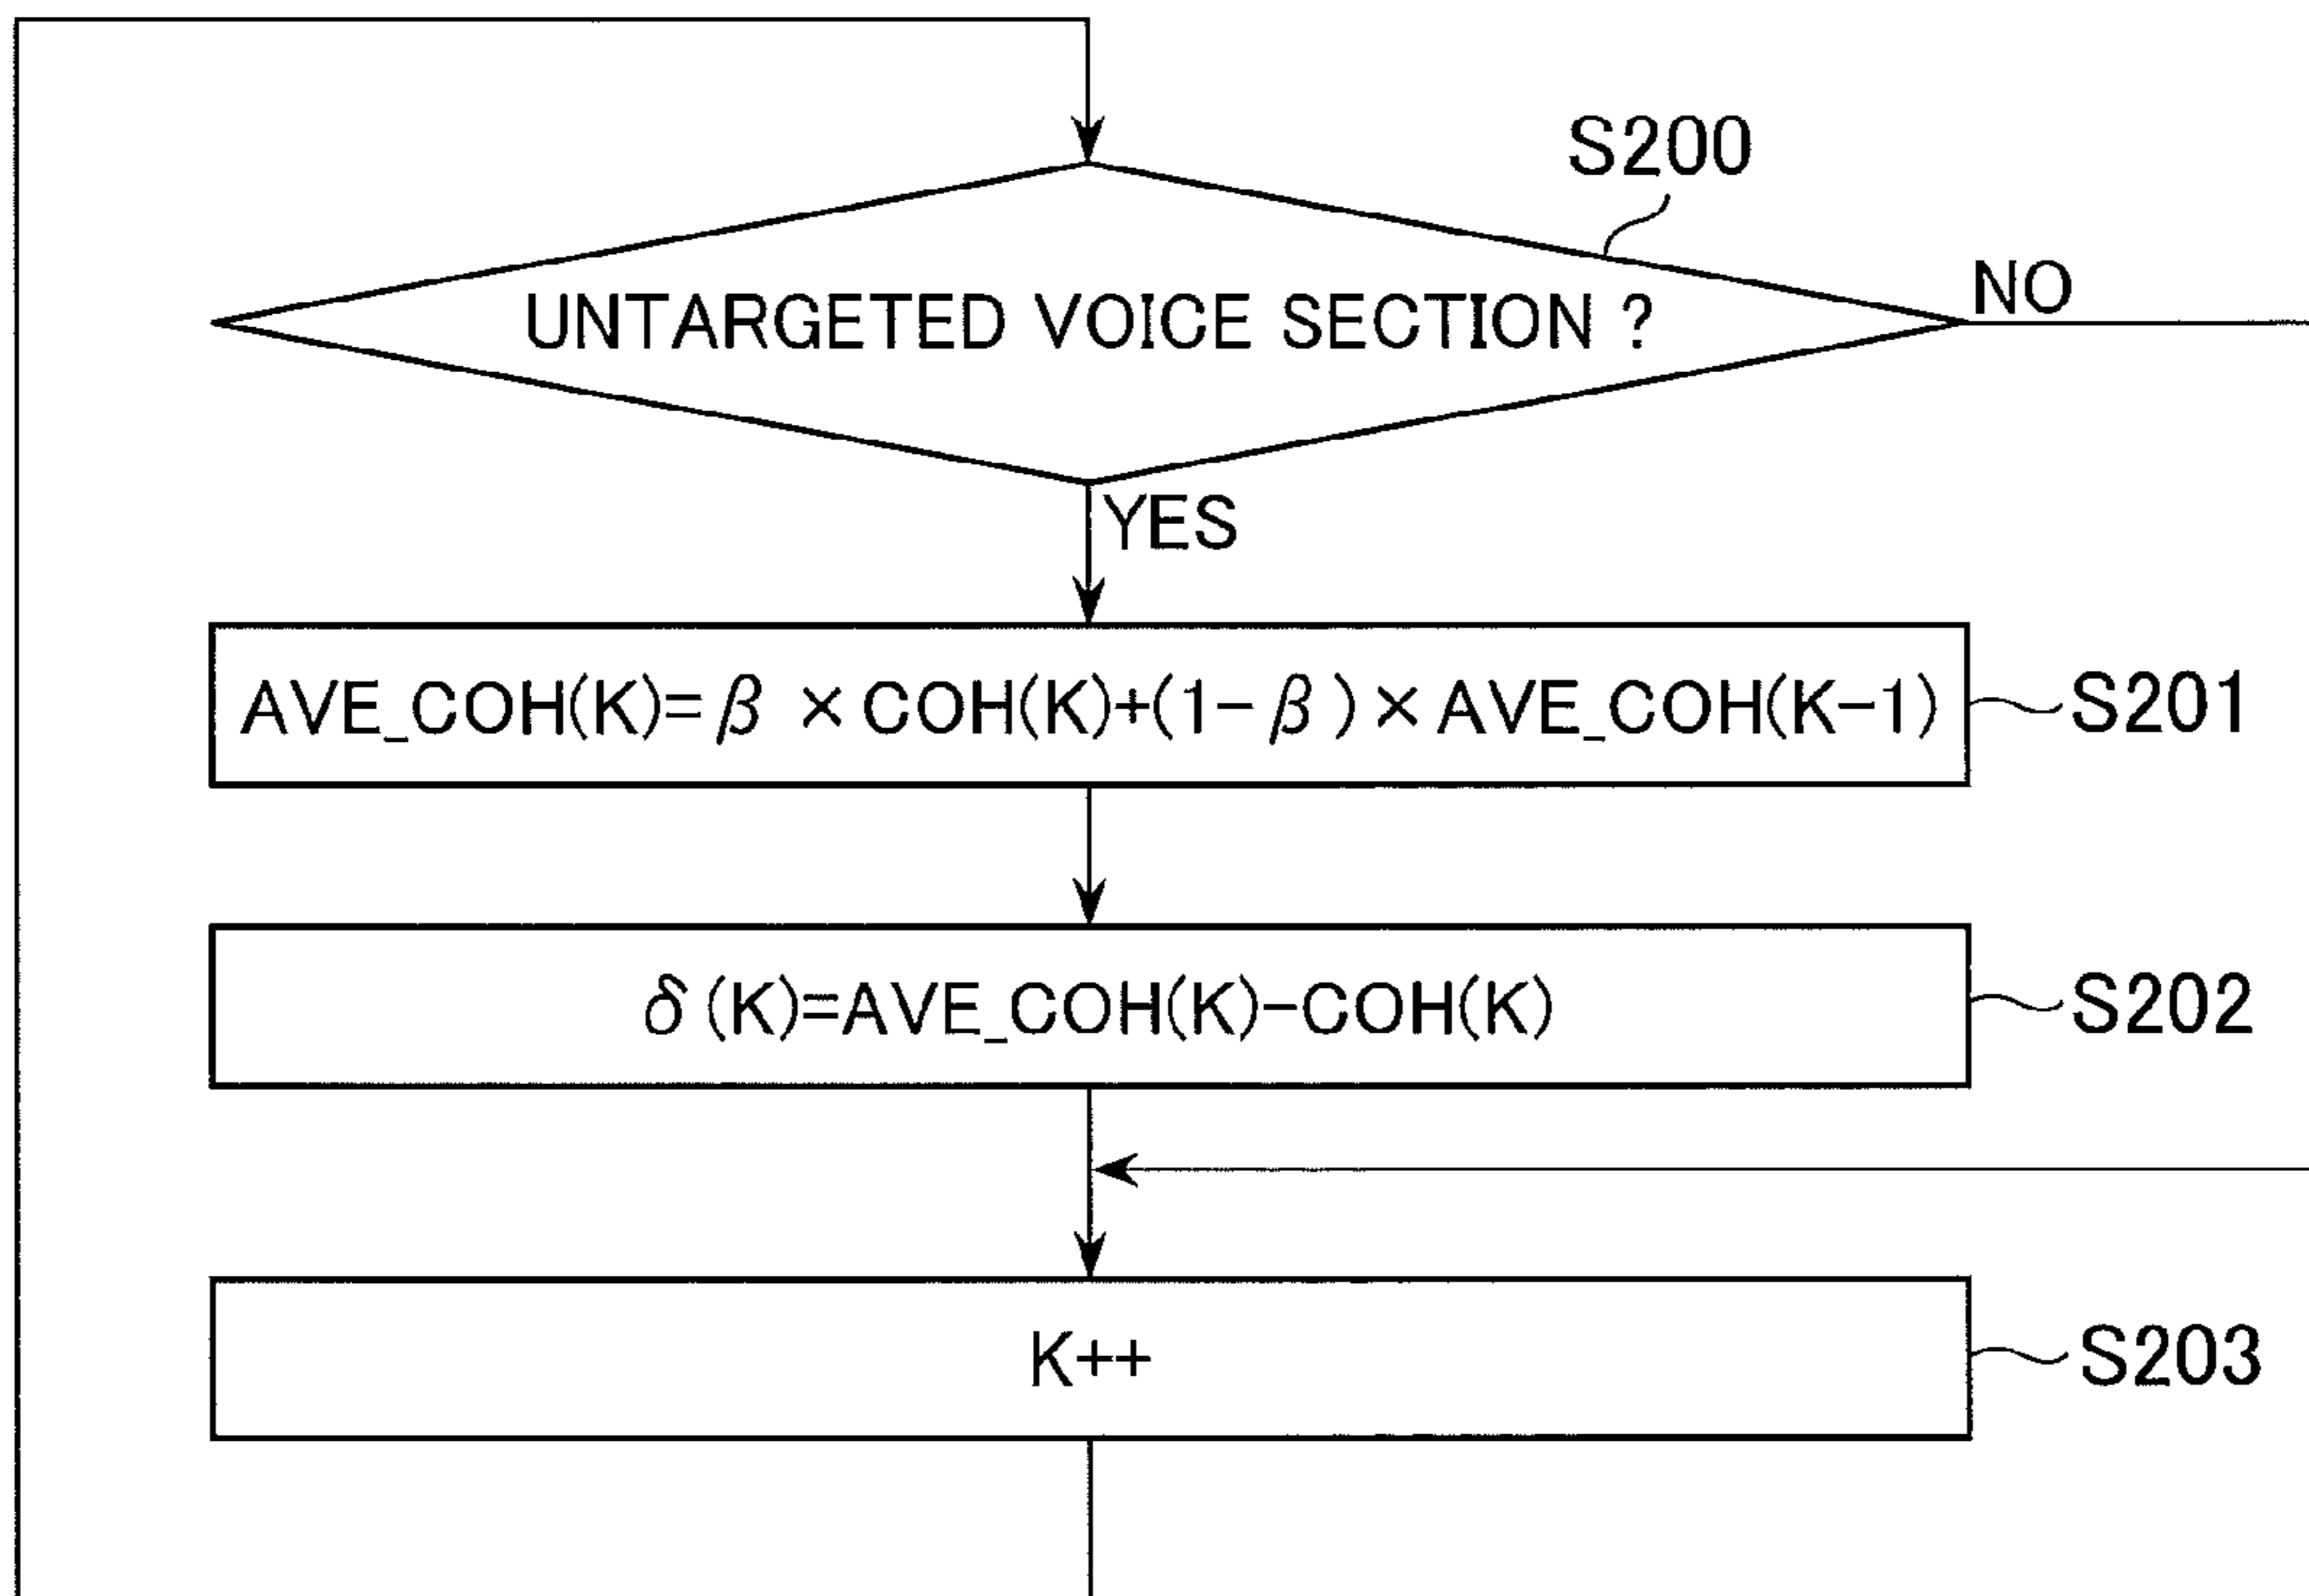 S200
UNTARGETED VOICE SECTION ?
NO
YES
AVE_COH(K)=β ×COH(K)+(1-β)×AVE_COH(K-1)
S201
δ(K)=AVE_COH(K)-COH(K)
S202
K++
S203